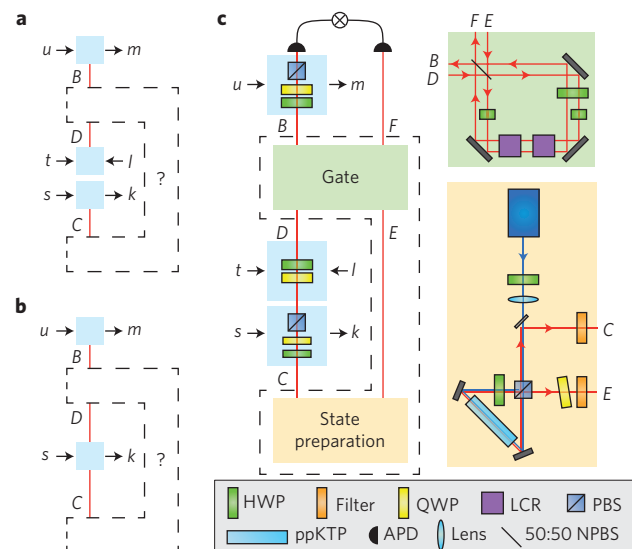 a
u
m
B
D
t
l
s
k
C
?
b
u
m
B
D
s
k
C
?
c
u
m
B
F
Gate
D
E
t
l
s
k
C
State
preparation
F E
B
D
C
E
HWP Filter QWP LCR PBS
ppKTP APD Lens 50:50 NPBS